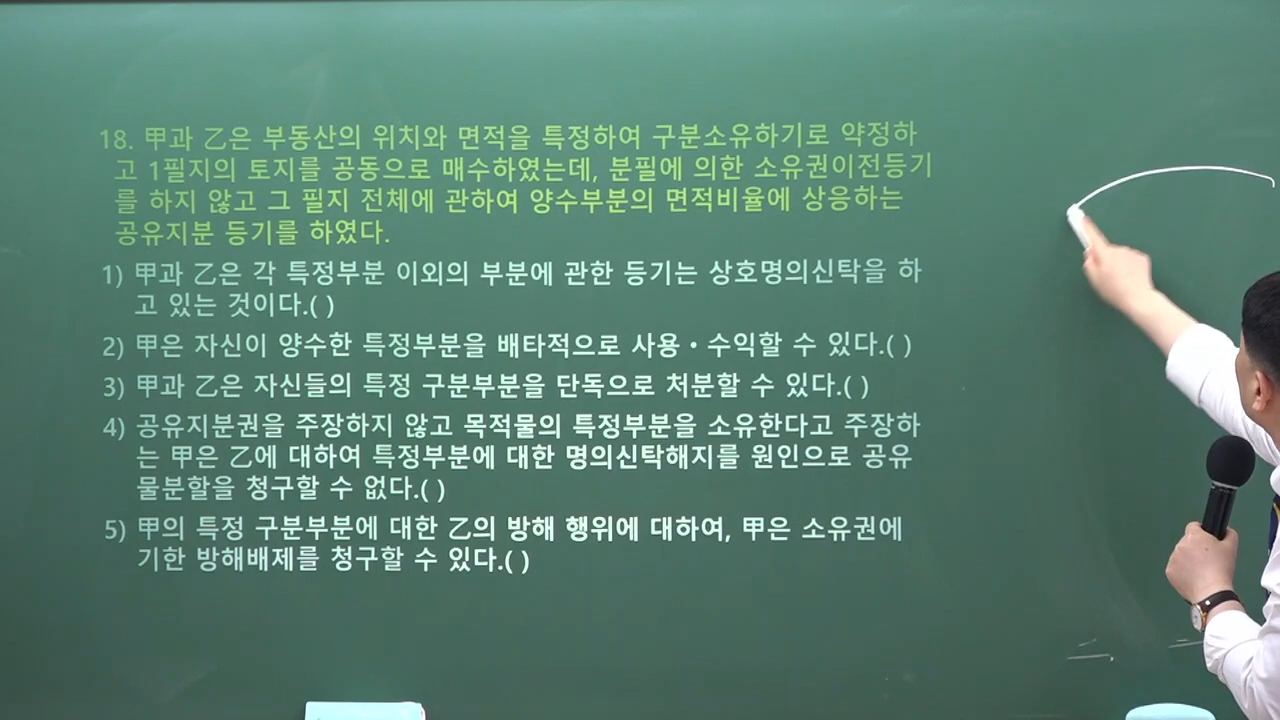 18. 甲과 乙은 부동산의 위치와 면적을 특정하여 구분소유하기로 약정하
고 1필지의 토지를 공동으로 매수하였는데, 분필에 의한 소유권이전등기
를 하지 않고 그 필지 전체에 관하여 양수부분의 면적비율에 상응하는
공유지분 등기를 하였다.
1) 甲과 乙은 각 특정부분 이외의 부분에 관한 등기는 상호명의신탁을 하
고 있는 것이다.( )
2) 甲은 자신이 양수한 특정부분을 배타적으로 사용・수익할 수 있다.( )
3) 甲과 乙은 자신들의 특정 구분부분을 단독으로 처분할 수 있다.( )
4) 공유지분권을 주장하지 않고 목적물의 특정부분을 소유한다고 주장하
는 甲은 乙에 대하여 특정부분에 대한 명의신탁해지를 원인으로 공유
물분할을 청구할 수 없다.( )
5) 甲의 특정 구분부분에 대한 乙의 방해 행위에 대하여, 甲은 소유권에
기한 방해배제를 청구할 수 있다.( )